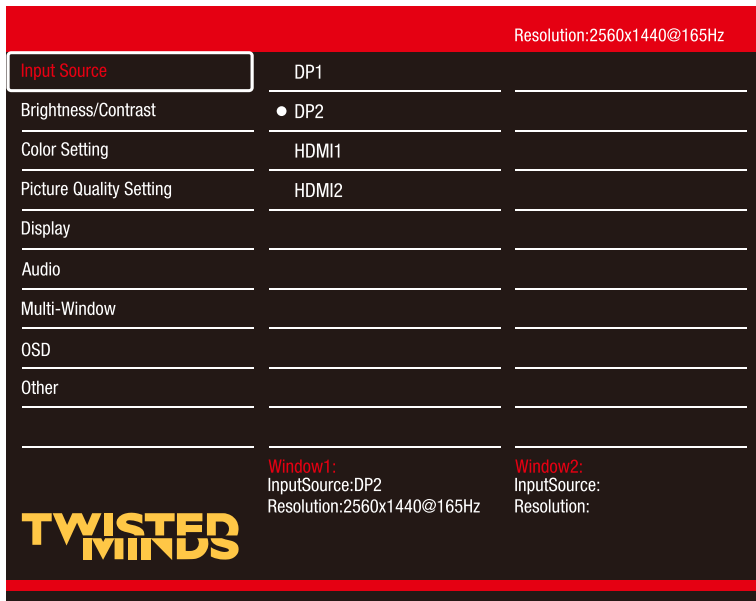 Resolution:2560x1440@165Hz
Input Source
DP1
Brightness/Contrast
DP2
Color Setting
HDMI1
Picture Quality Setting
HDMI2
Display
Audio
Multi-Window
OSD
Other
Window1:
InputSource:DP2
Resolution:2560x1440@165Hz
Window2:
InputSource:
Resolution:
TWISTED
MINDS